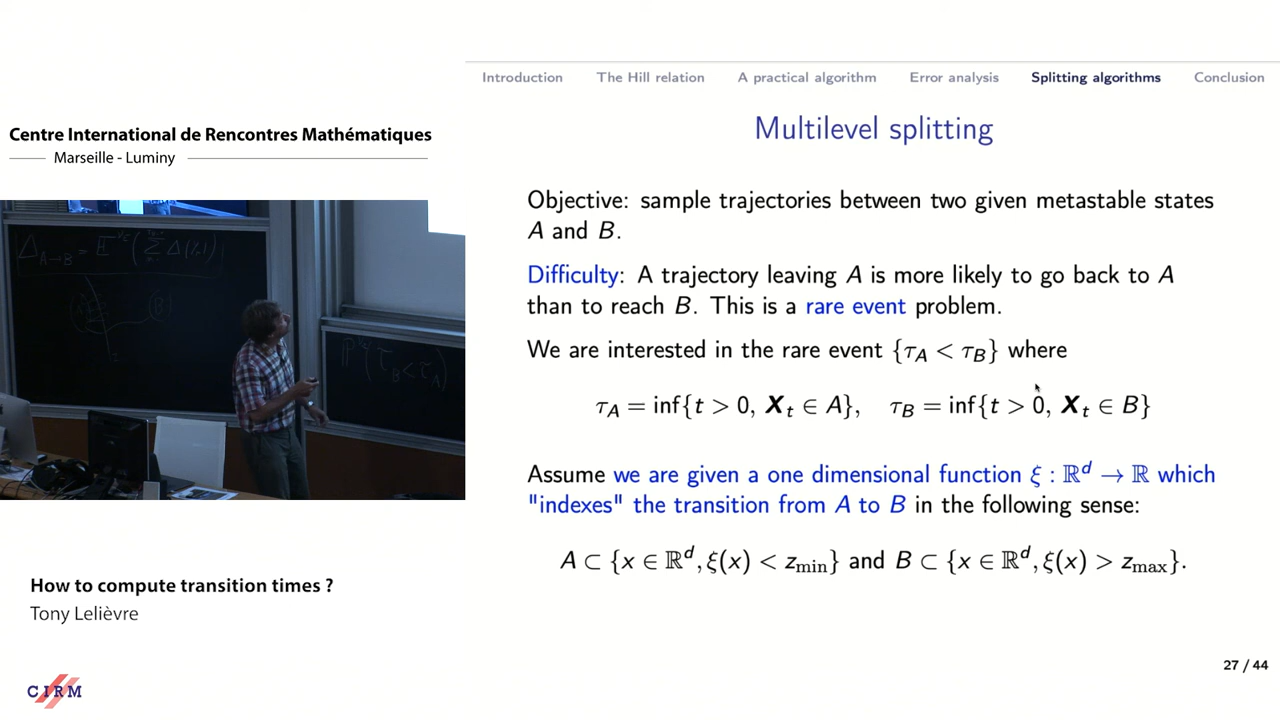 Introduction The Hill relation A practical algorithm Error analysis Splitting algorithms Conclusion
Centre International de Rencontres Mathématiques
Marseille - Luminy
Multilevel splitting
Objective: sample trajectories between two given metastable states
A and B.
Difficulty: A trajectory leaving A is more likely to go back to A
than to reach B. This is a rare event problem.
We are interested in the rare event {τ_A < τ_B} where
τ_A = inf{t > 0, X_t ∈ A}, τ_B = inf{t > 0, X_t ∈ B}
Assume we are given a one dimensional function ξ : ℝ^d → ℝ which
"indexes" the transition from A to B in the following sense:
A ⊂ {x ∈ ℝ^d, ξ(x) < z_min} and B ⊂ {x ∈ ℝ^d, ξ(x) > z_max}.
How to compute transition times ?
Tony Lelièvre
27 / 44
CIRM